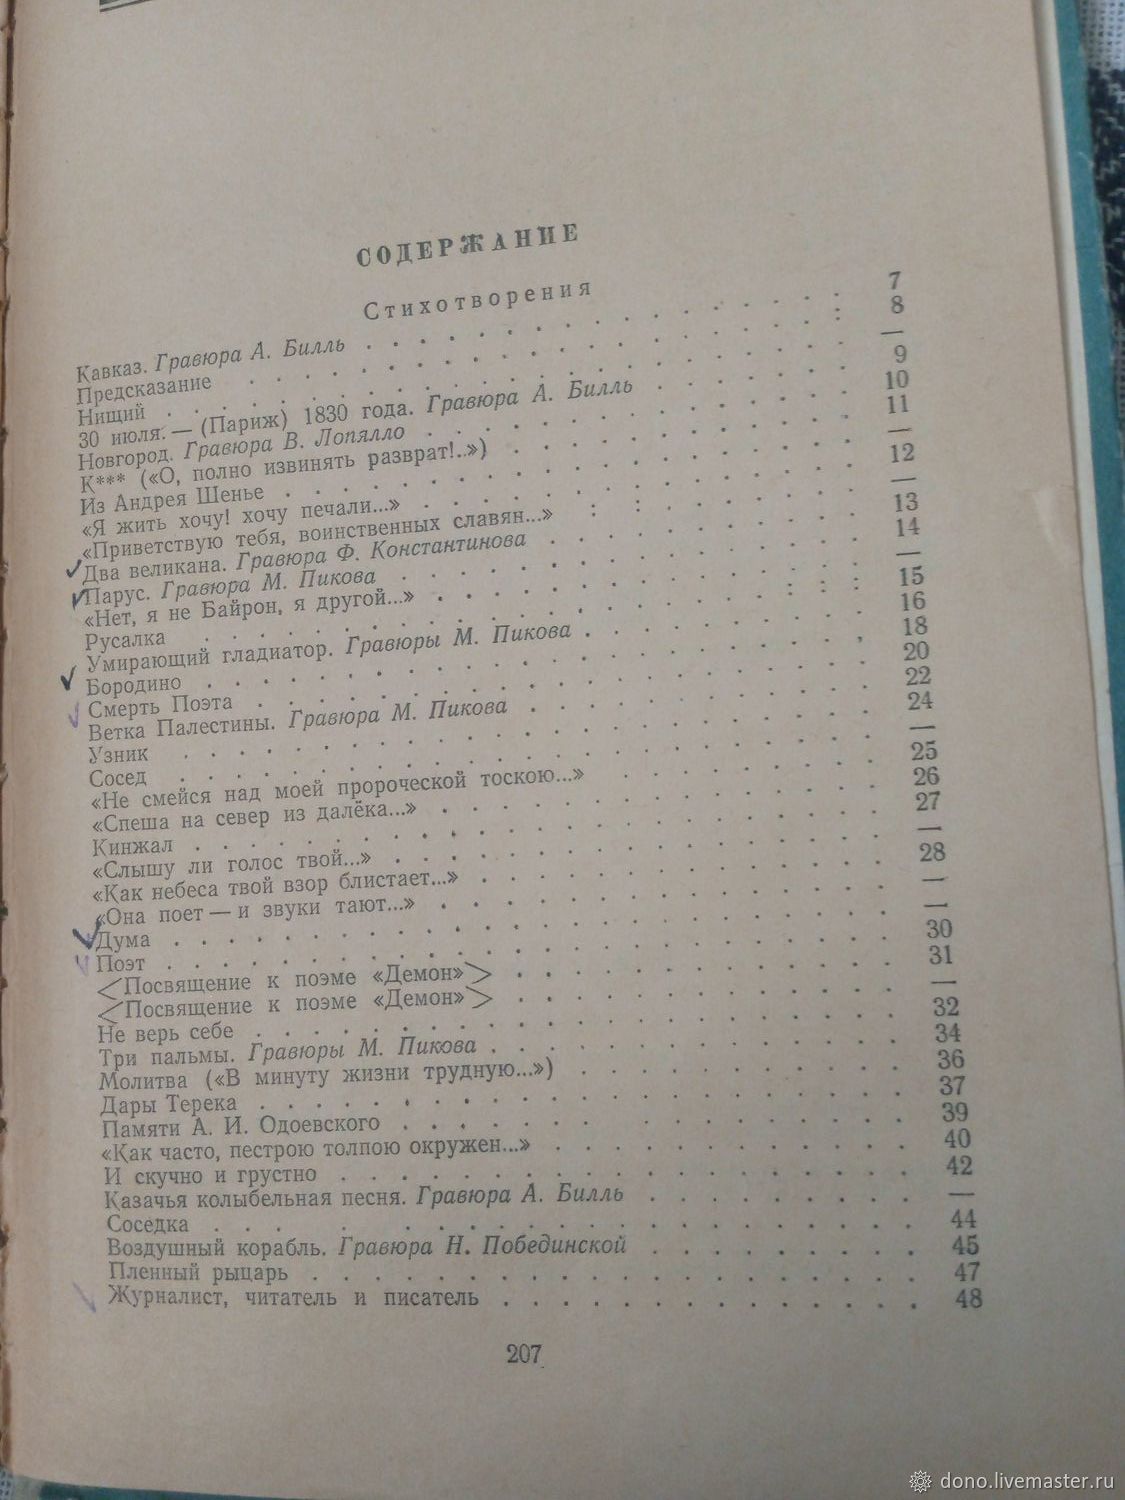 СОДЕРЖАНИЕ
Стихотворения
Кавказ. Гравюра А. Билль . . . . 7
Предсказание . . . . 8
Нищий . . . . —
30 июля. — (Париж) 1830 года. Гравюра А. Билль . . . . 9
Новгород. Гравюра В. Лопялло . . . . 10
К*** («О, полно извинять разврат!..») . . . . 11
Из Андрея Шенье . . . . —
«Я жить хочу! хочу печали...» . . . . 12
«Приветствую тебя, воинственных славян...» . . . . —
Два великана. Гравюра Ф. Константинова . . . . 13
Парус. Гравюра М. Пикова . . . . 14
«Нет, я не Байрон, я другой...» . . . . —
Русалка . . . . 15
Умирающий гладиатор. Гравюры М. Пикова . . . . 16
Бородино . . . . 18
Смерть Поэта . . . . 20
Ветка Палестины. Гравюра М. Пикова . . . . 22
Узник . . . . 24
Сосед . . . . —
«Не смейся над моей пророческой тоскою...» . . . . 25
«Спеша на север из далёка...» . . . . 26
Кинжал . . . . 27
«Слышу ли голос твой...» . . . . —
«Как небеса твой взор блистает...» . . . . 28
«Она поет — и звуки тают...» . . . . —
Дума . . . . —
Поэт . . . . 30
<Посвящение к поэме «Демон»> . . . . 31
<Посвящение к поэме «Демон»> . . . . —
Не верь себе . . . . 32
Три пальмы. Гравюры М. Пикова . . . . 34
Молитва («В минуту жизни трудную...») . . . . 36
Дары Терека . . . . 37
Памяти А. И. Одоевского . . . . 39
«Как часто, пестрою толпою окружен...» . . . . 40
И скучно и грустно . . . . 42
Казачья колыбельная песня. Гравюра А. Билль . . . . —
Соседка . . . . 44
Воздушный корабль. Гравюра Н. Побединской . . . . 45
Пленный рыцарь . . . . 47
Журналист, читатель и писатель . . . . 48
207
dono.livemaster.ru